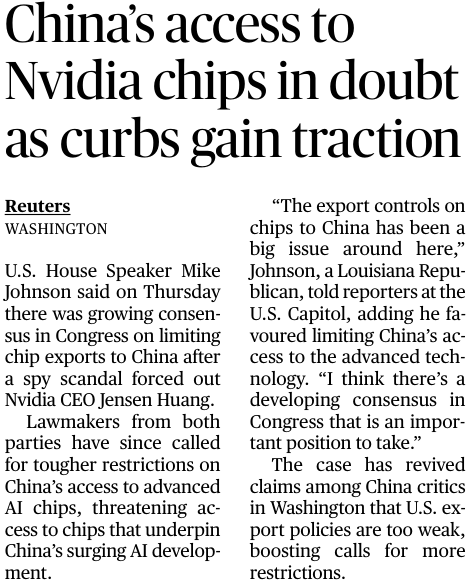 China's access to
Nvidia chips in doubt
as curbs gain traction
Reuters
WASHINGTON
U.S. House Speaker Mike
Johnson said on Thursday
there was growing consen-
sus in Congress on limiting
chip exports to China after
a spy scandal forced out
Nvidia CEO Jensen Huang.
Lawmakers from both
parties have since called
for tougher restrictions on
China's access to advanced
AI chips, threatening ac-
cess to chips that underpin
China's surging AI develop-
ment.
“The export controls on
chips to China has been a
big issue around here,”
Johnson, a Louisiana Repu-
blican, told reporters at the
U.S. Capitol, adding he fa-
voured limiting China's ac-
cess to the advanced tech-
nology. “I think there's a
developing consensus in
Congress that is an impor-
tant position to take.”
The case has revived
claims among China critics
in Washington that U.S. ex-
port policies are too weak,
boosting calls for more
restrictions.